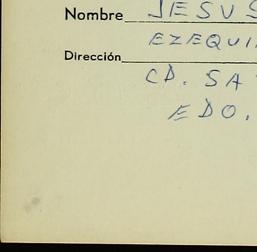 Nombre JESUS
EZEQUI
Dirección
CD. SA
EDO.